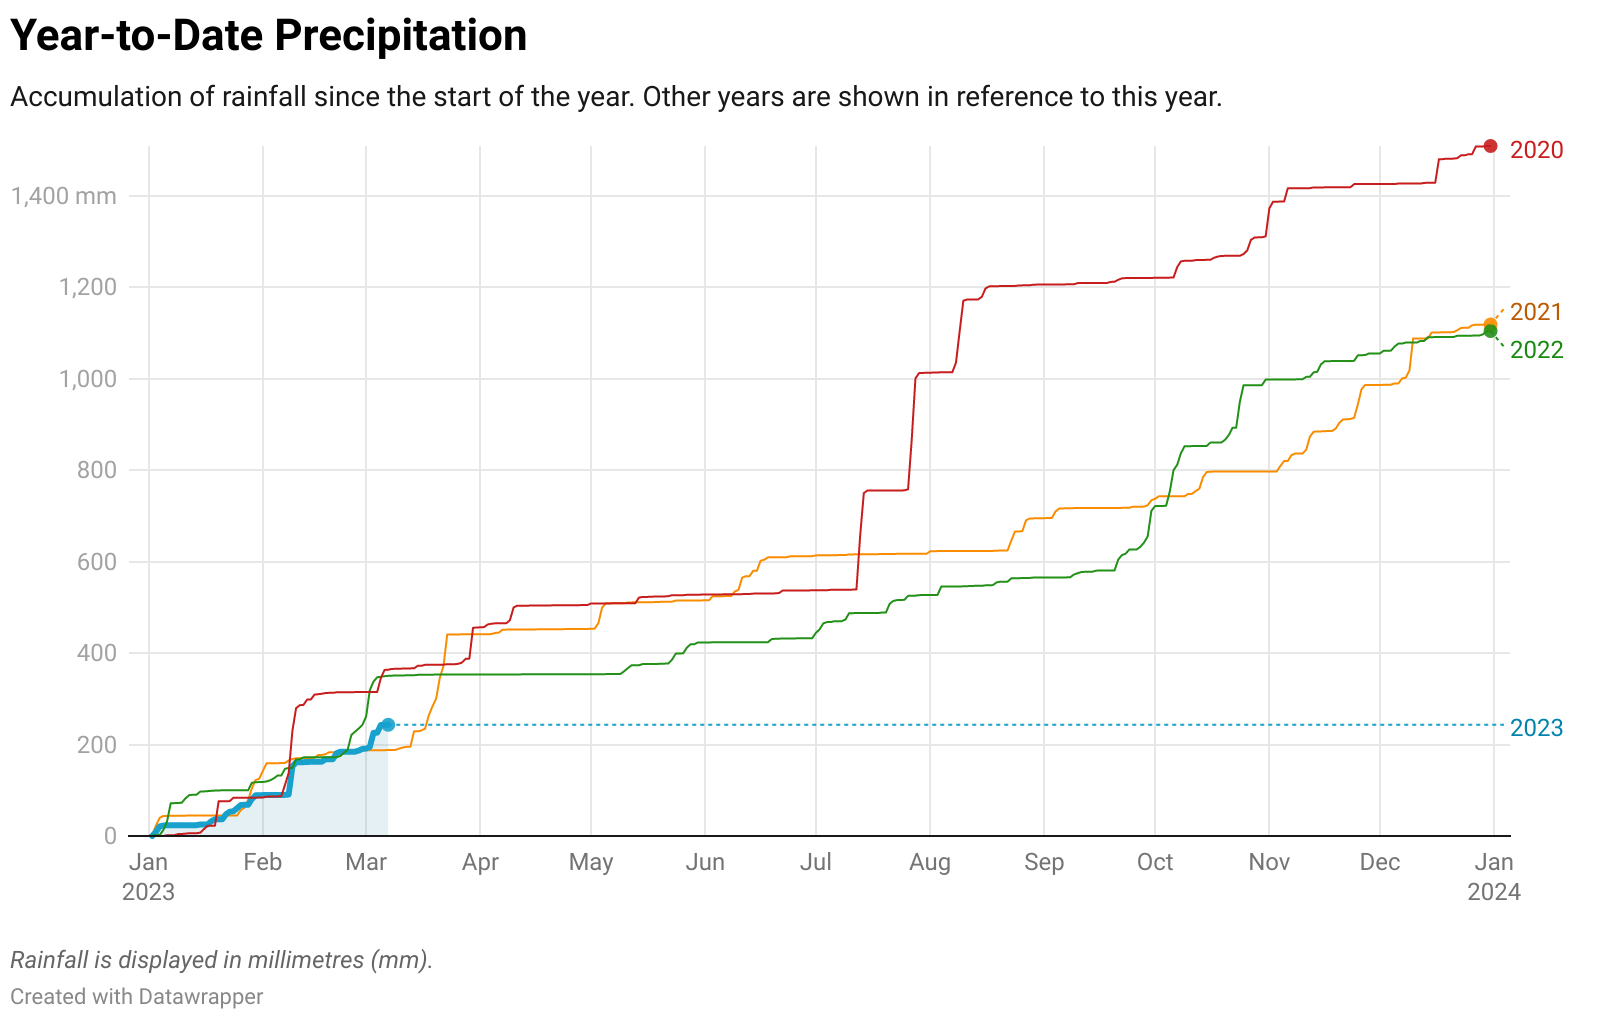 Year-to-Date Precipitation
Accumulation of rainfall since the start of the year. Other years are shown in reference to this year.
1,400 mm
1,200
1,000
800
600
400
200
0
2020
2021
2022
2023
Jan Feb Mar Apr May Jun Jul Aug Sep Oct Nov Dec Jan
2023 2024
Rainfall is displayed in millimetres (mm).
Created with Datawrapper